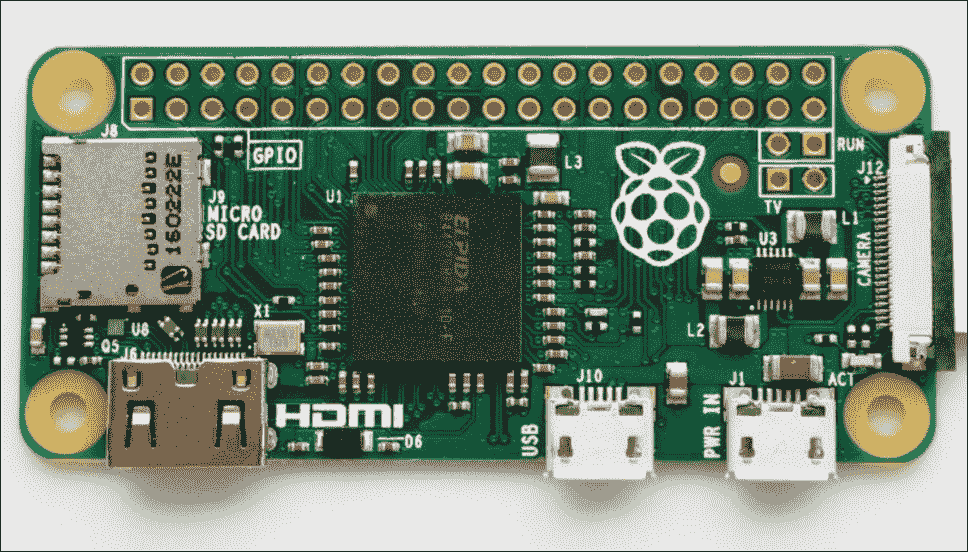 J8
GPIO
RUN
L3
J12
U1
J9
MICRO
SD CARD
160222E
TV
L1
U3
CAMERA
X1
U8
L2
Q5
J6
J10
J1
ACT
HDMI
D6
USB
PWR IN